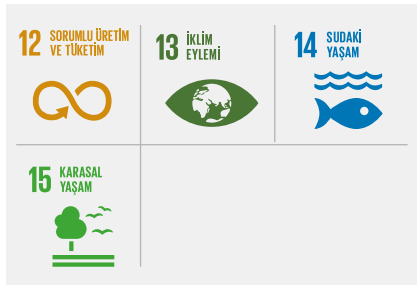 12 SORUMLU ÜRETİM
VE TÜKETİM
13 İKLİM
EYLEMİ
14 SUDAKİ
YAŞAM
15 KARASAL
YAŞAM